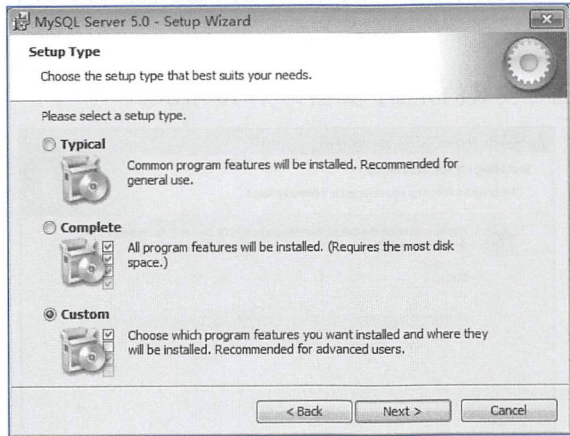 MySQL Server 5.0 - Setup Wizard
Setup Type
Choose the setup type that best suits your needs.
Please select a setup type.
Typical
Common program features will be installed. Recommended for
general use.
Complete
All program features will be installed. (Requires the most disk
space.)
Custom
Choose which program features you want installed and where they
will be installed. Recommended for advanced users.
< Back
Next >
Cancel